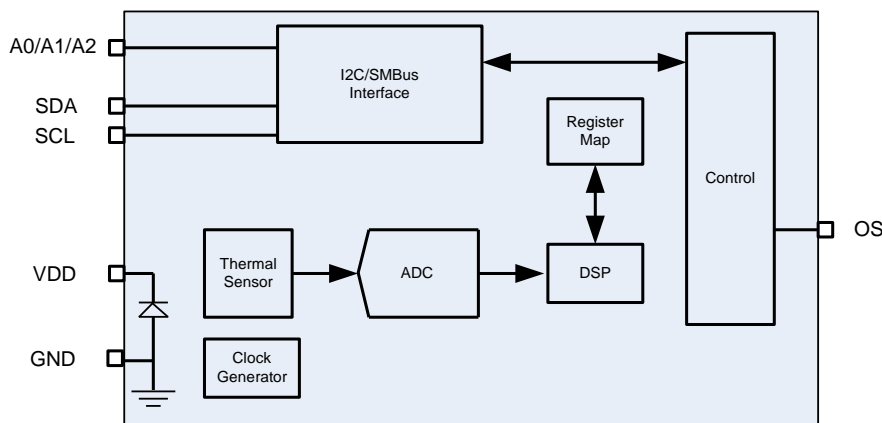 A0/A1/A2
I2C/SMBus
Interface
SDA
SCL
Register
Map
Control
OS
VDD
Thermal
Sensor
ADC
DSP
GND
Clock
Generator